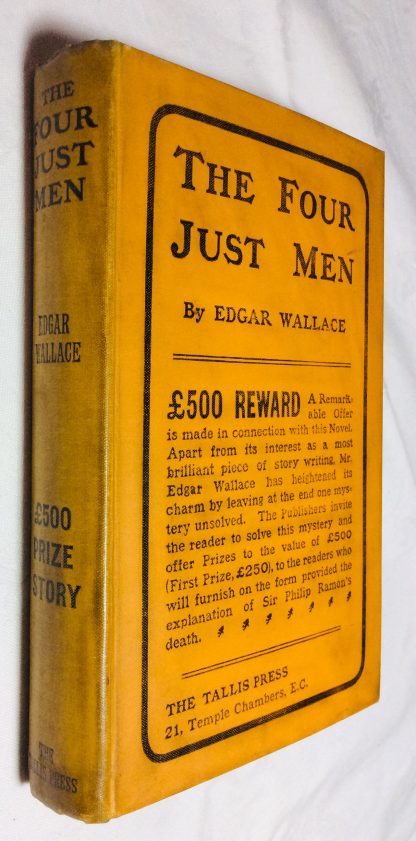 THE
FOUR
JUST
MEN
EDGAR
WALLACE
£500
PRIZE
STORY
THE
TALLIS PRESS
THE FOUR
JUST MEN
By EDGAR WALLACE
£500 REWARD A Remark-
able Offer
is made in connection with this Novel.
Apart from its interest as a most
brilliant piece of story writing, Mr.
Edgar Wallace has heightened its
charm by leaving at the end one mys-
tery unsolved. The Publishers invite
the reader to solve this mystery and
offer Prizes to the value of £500
(First Prize, £250), to the readers who
will furnish on the form provided the
explanation of Sir Philip Ramon's
death.
THE TALLIS PRESS
21, Temple Chambers, E.C.